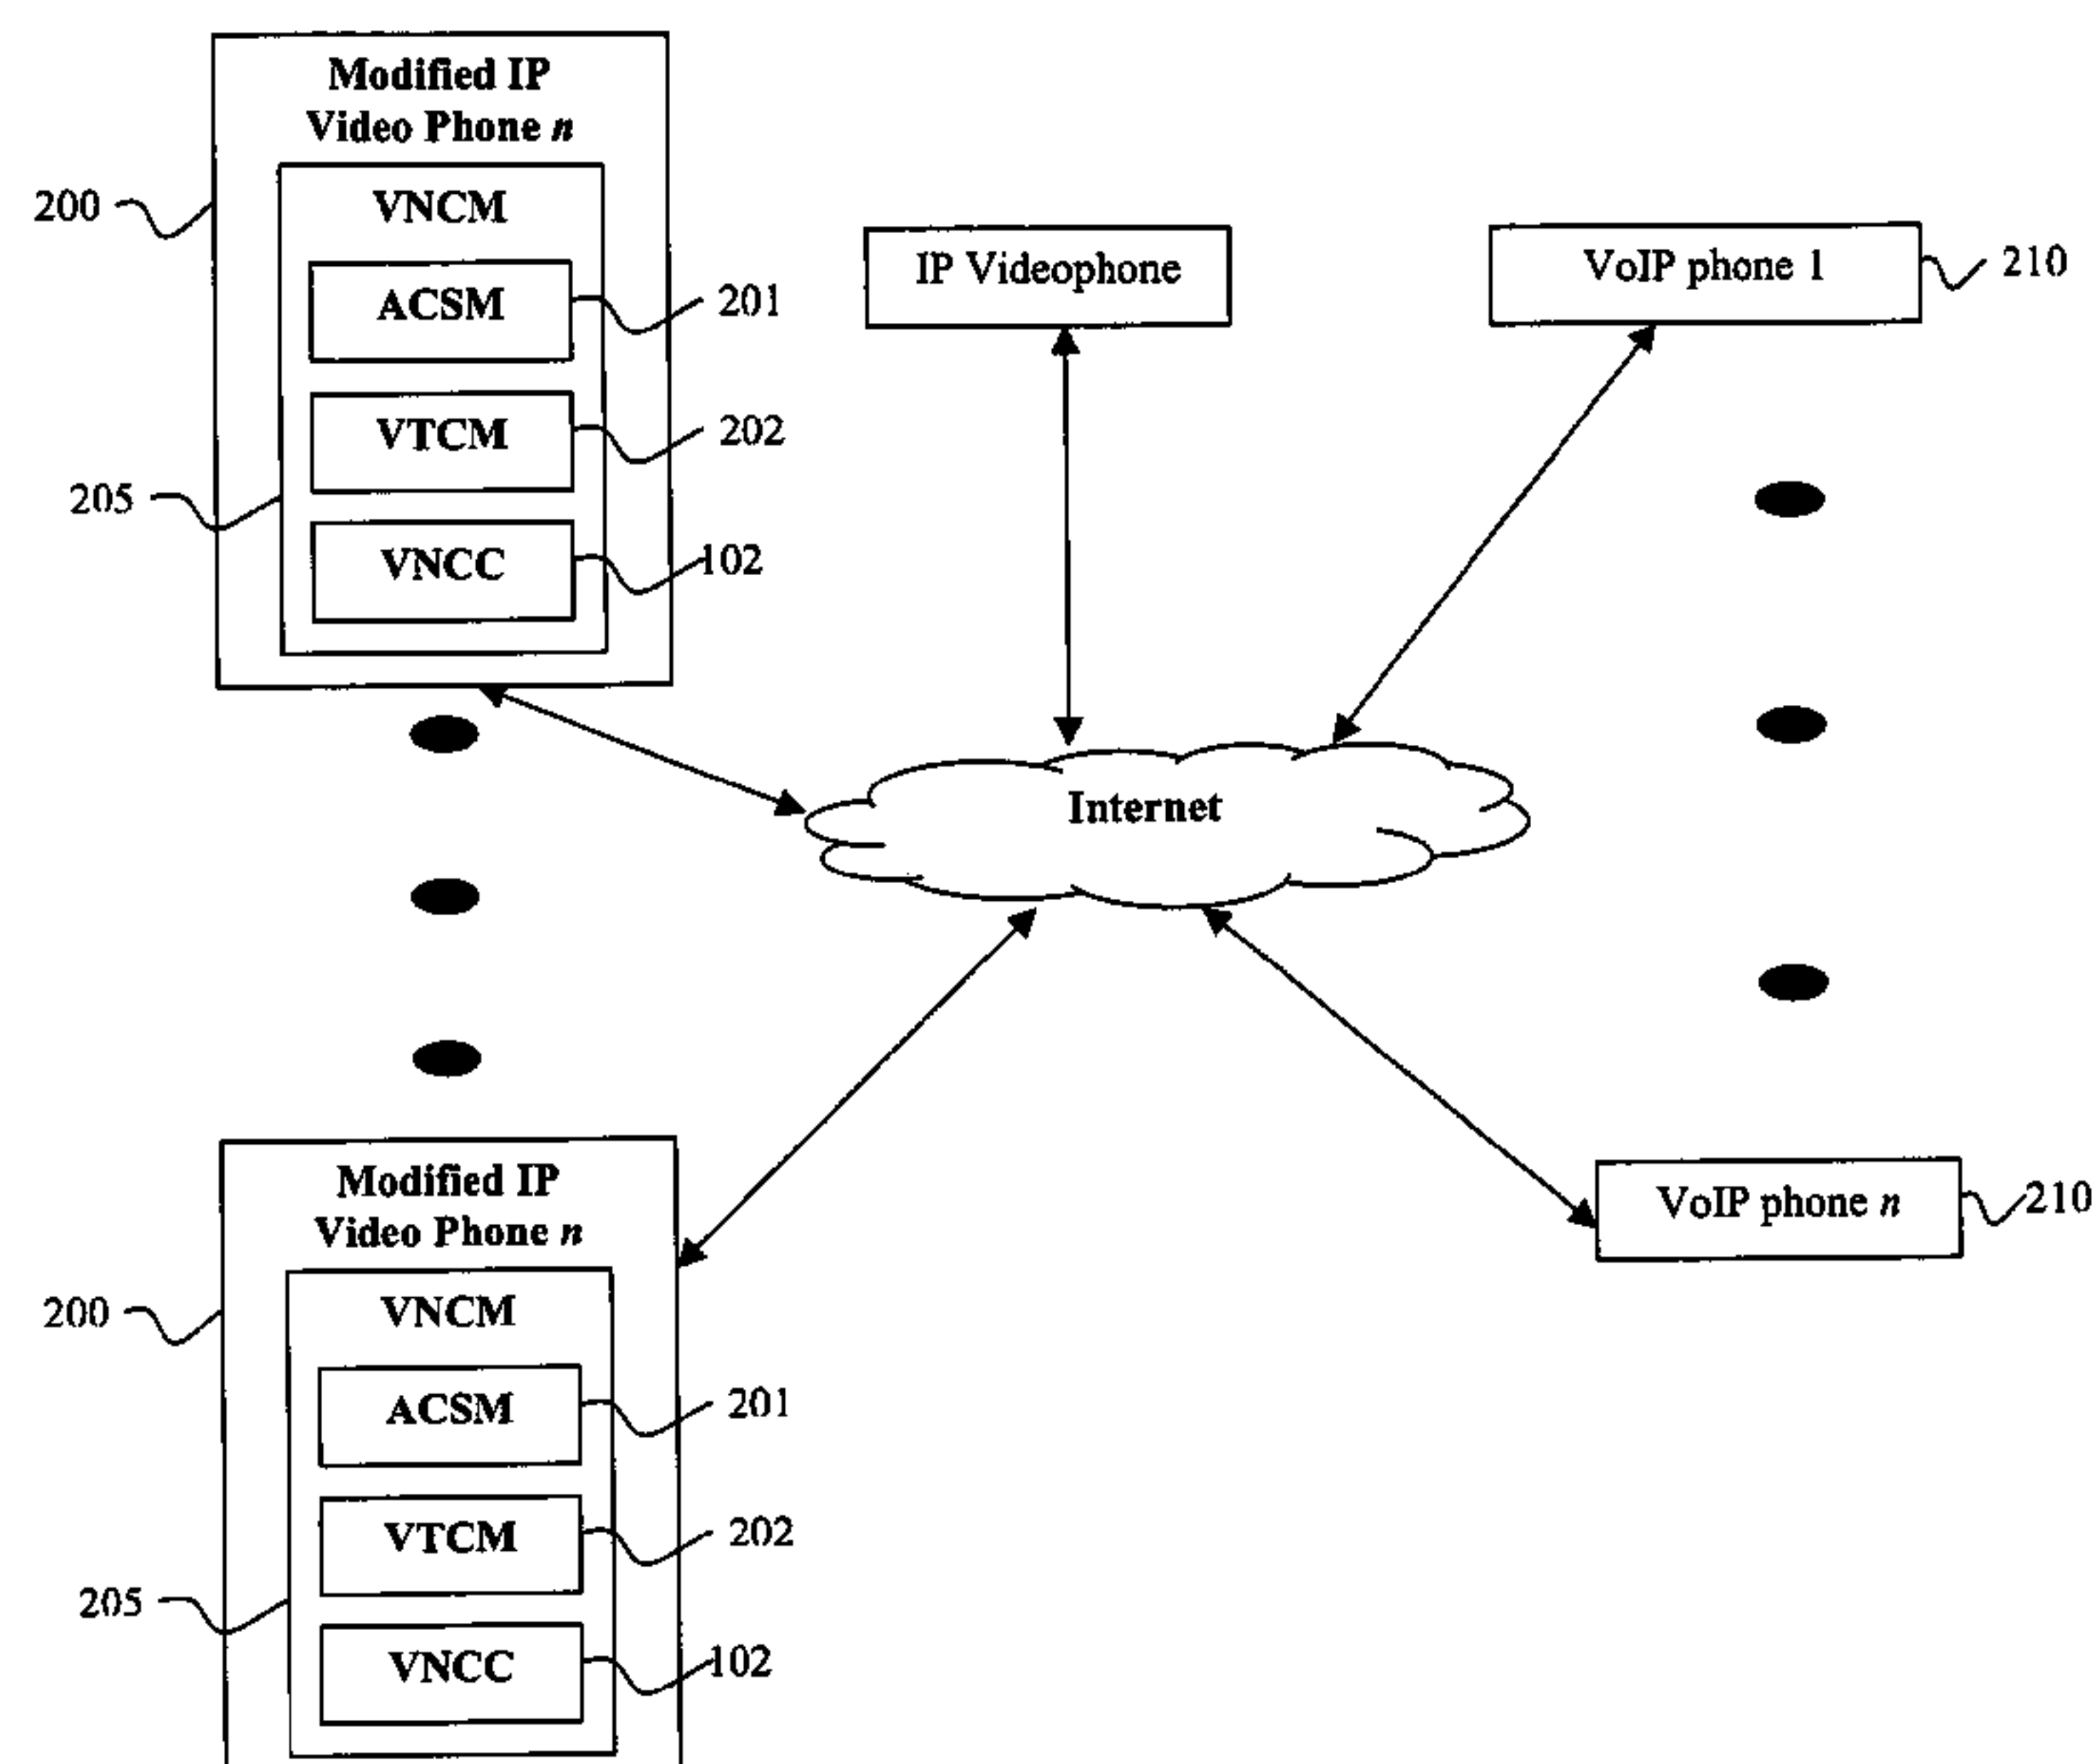 Modified IP
Video Phone n
200
VNCM
ACSM
201
VTCM
202
205
VNCC
102
IP Videophone
VoIP phone 1
210
Internet
Modified IP
Video Phone n
200
VNCM
ACSM
201
VTCM
202
205
VNCC
102
VoIP phone n
210